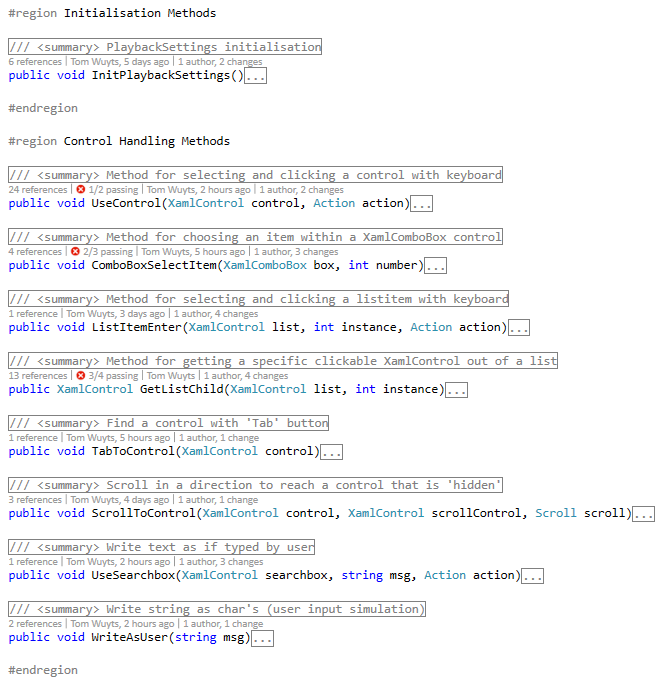 #region Initialisation Methods
/// <summary> PlaybackSettings initialisation
6 references | Tom Wuyts, 5 days ago | 1 author, 2 changes
public void InitPlaybackSettings()...
#endregion
#region Control Handling Methods
/// <summary> Method for selecting and clicking a control with keyboard
24 references | 1/2 passing | Tom Wuyts, 2 hours ago | 1 author, 2 changes
public void UseControl(XamlControl control, Action action)...
/// <summary> Method for choosing an item within a XamlComboBox control
4 references | 2/3 passing | Tom Wuyts, 5 hours ago | 1 author, 3 changes
public void ComboBoxSelectItem(XamlComboBox box, int number)...
/// <summary> Method for selecting and clicking a listitem with keyboard
1 reference | Tom Wuyts, 3 days ago | 1 author, 4 changes
public void ListItemEnter(XamlControl list, int instance, Action action)...
/// <summary> Method for getting a specific clickable XamlControl out of a list
13 references | 3/4 passing | Tom Wuyts, 2 hours ago | 1 author, 4 changes
public XamlControl GetListChild(XamlControl list, int instance)...
/// <summary> Find a control with 'Tab' button
1 reference | Tom Wuyts, 5 hours ago | 1 author, 1 change
public void TabToControl(XamlControl control)...
/// <summary> Scroll in a direction to reach a control that is 'hidden'
3 references | Tom Wuyts, 4 days ago | 1 author, 1 change
public void ScrollToControl(XamlControl control, XamlControl scrollControl, Scroll scroll)...
/// <summary> Write text as if typed by user
1 reference | Tom Wuyts, 2 hours ago | 1 author, 3 changes
public void UseSearchbox(XamlControl searchbox, string msg, Action action)...
/// <summary> Write string as char's (user input simulation)
2 references | Tom Wuyts, 2 hours ago | 1 author, 1 change
public void WriteAsUser(string msg)...
#endregion